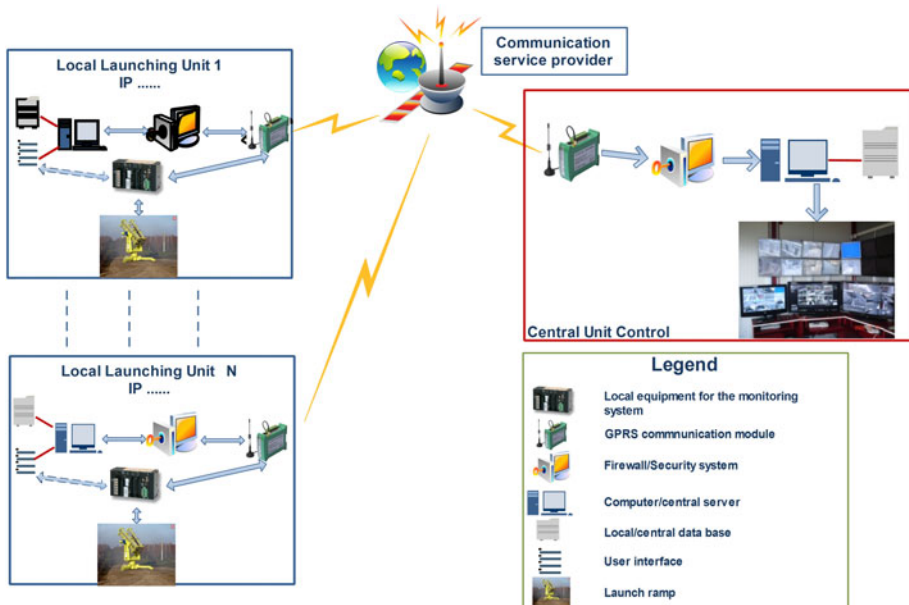 Communication
service provider
Local Launching Unit 1
IP ......
Central Unit Control
Local Launching Unit N
IP ......
Legend
Local equipment for the monitoring
system
GPRS commnunication module
Firewall/Security system
Computer/central server
Local/central data base
User interface
Launch ramp